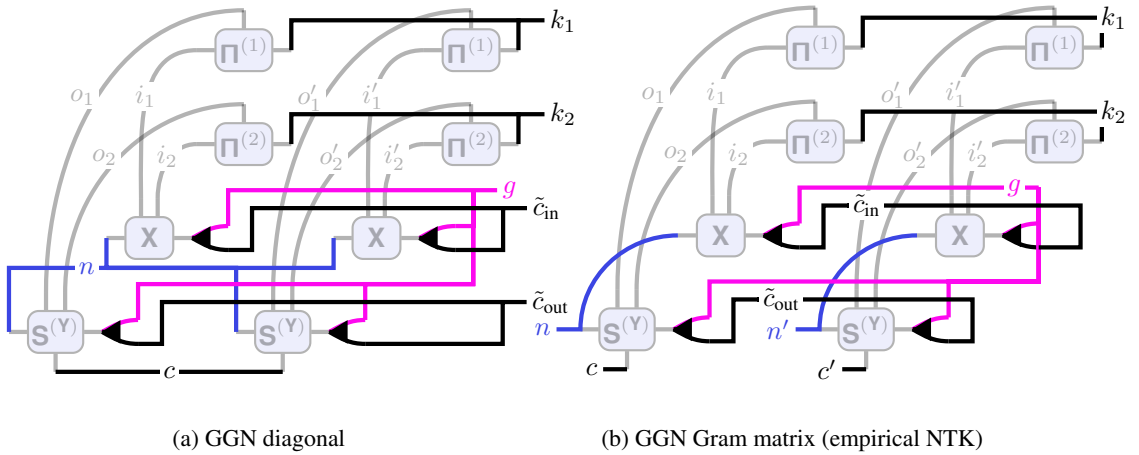 k₁
Π⁽¹⁾ Π⁽¹⁾
o₁ i₁ o′₁ i′₁
k₂
Π⁽²⁾ Π⁽²⁾
o₂ i₂ o′₂ i′₂
g
c̃in
X X
n
c̃out
S⁽Y⁾ S⁽Y⁾
c
(a) GGN diagonal
k₁
Π⁽¹⁾ Π⁽¹⁾
o₁ i₁ o′₁ i′₁
k₂
Π⁽²⁾ Π⁽²⁾
o₂ i₂ o′₂ i′₂
g
c̃in
X X
c̃out
n S⁽Y⁾ n′ S⁽Y⁾
c c′
(b) GGN Gram matrix (empirical NTK)